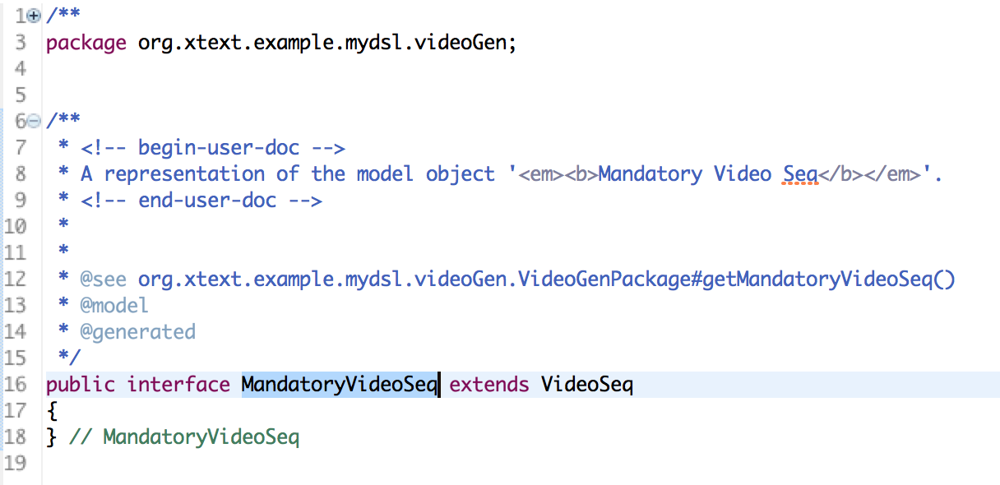 1 /**
3 package org.xtext.example.mydsl.videoGen;
4
5
6 /**
7 * <!-- begin-user-doc -->
8 * A representation of the model object '<em><b>Mandatory Video Seq</b></em>'.
9 * <!-- end-user-doc -->
10 *
11 *
12 * @see org.xtext.example.mydsl.videoGen.VideoGenPackage#getMandatoryVideoSeq()
13 * @model
14 * @generated
15 */
16 public interface MandatoryVideoSeq extends VideoSeq
17 {
18 } // MandatoryVideoSeq
19